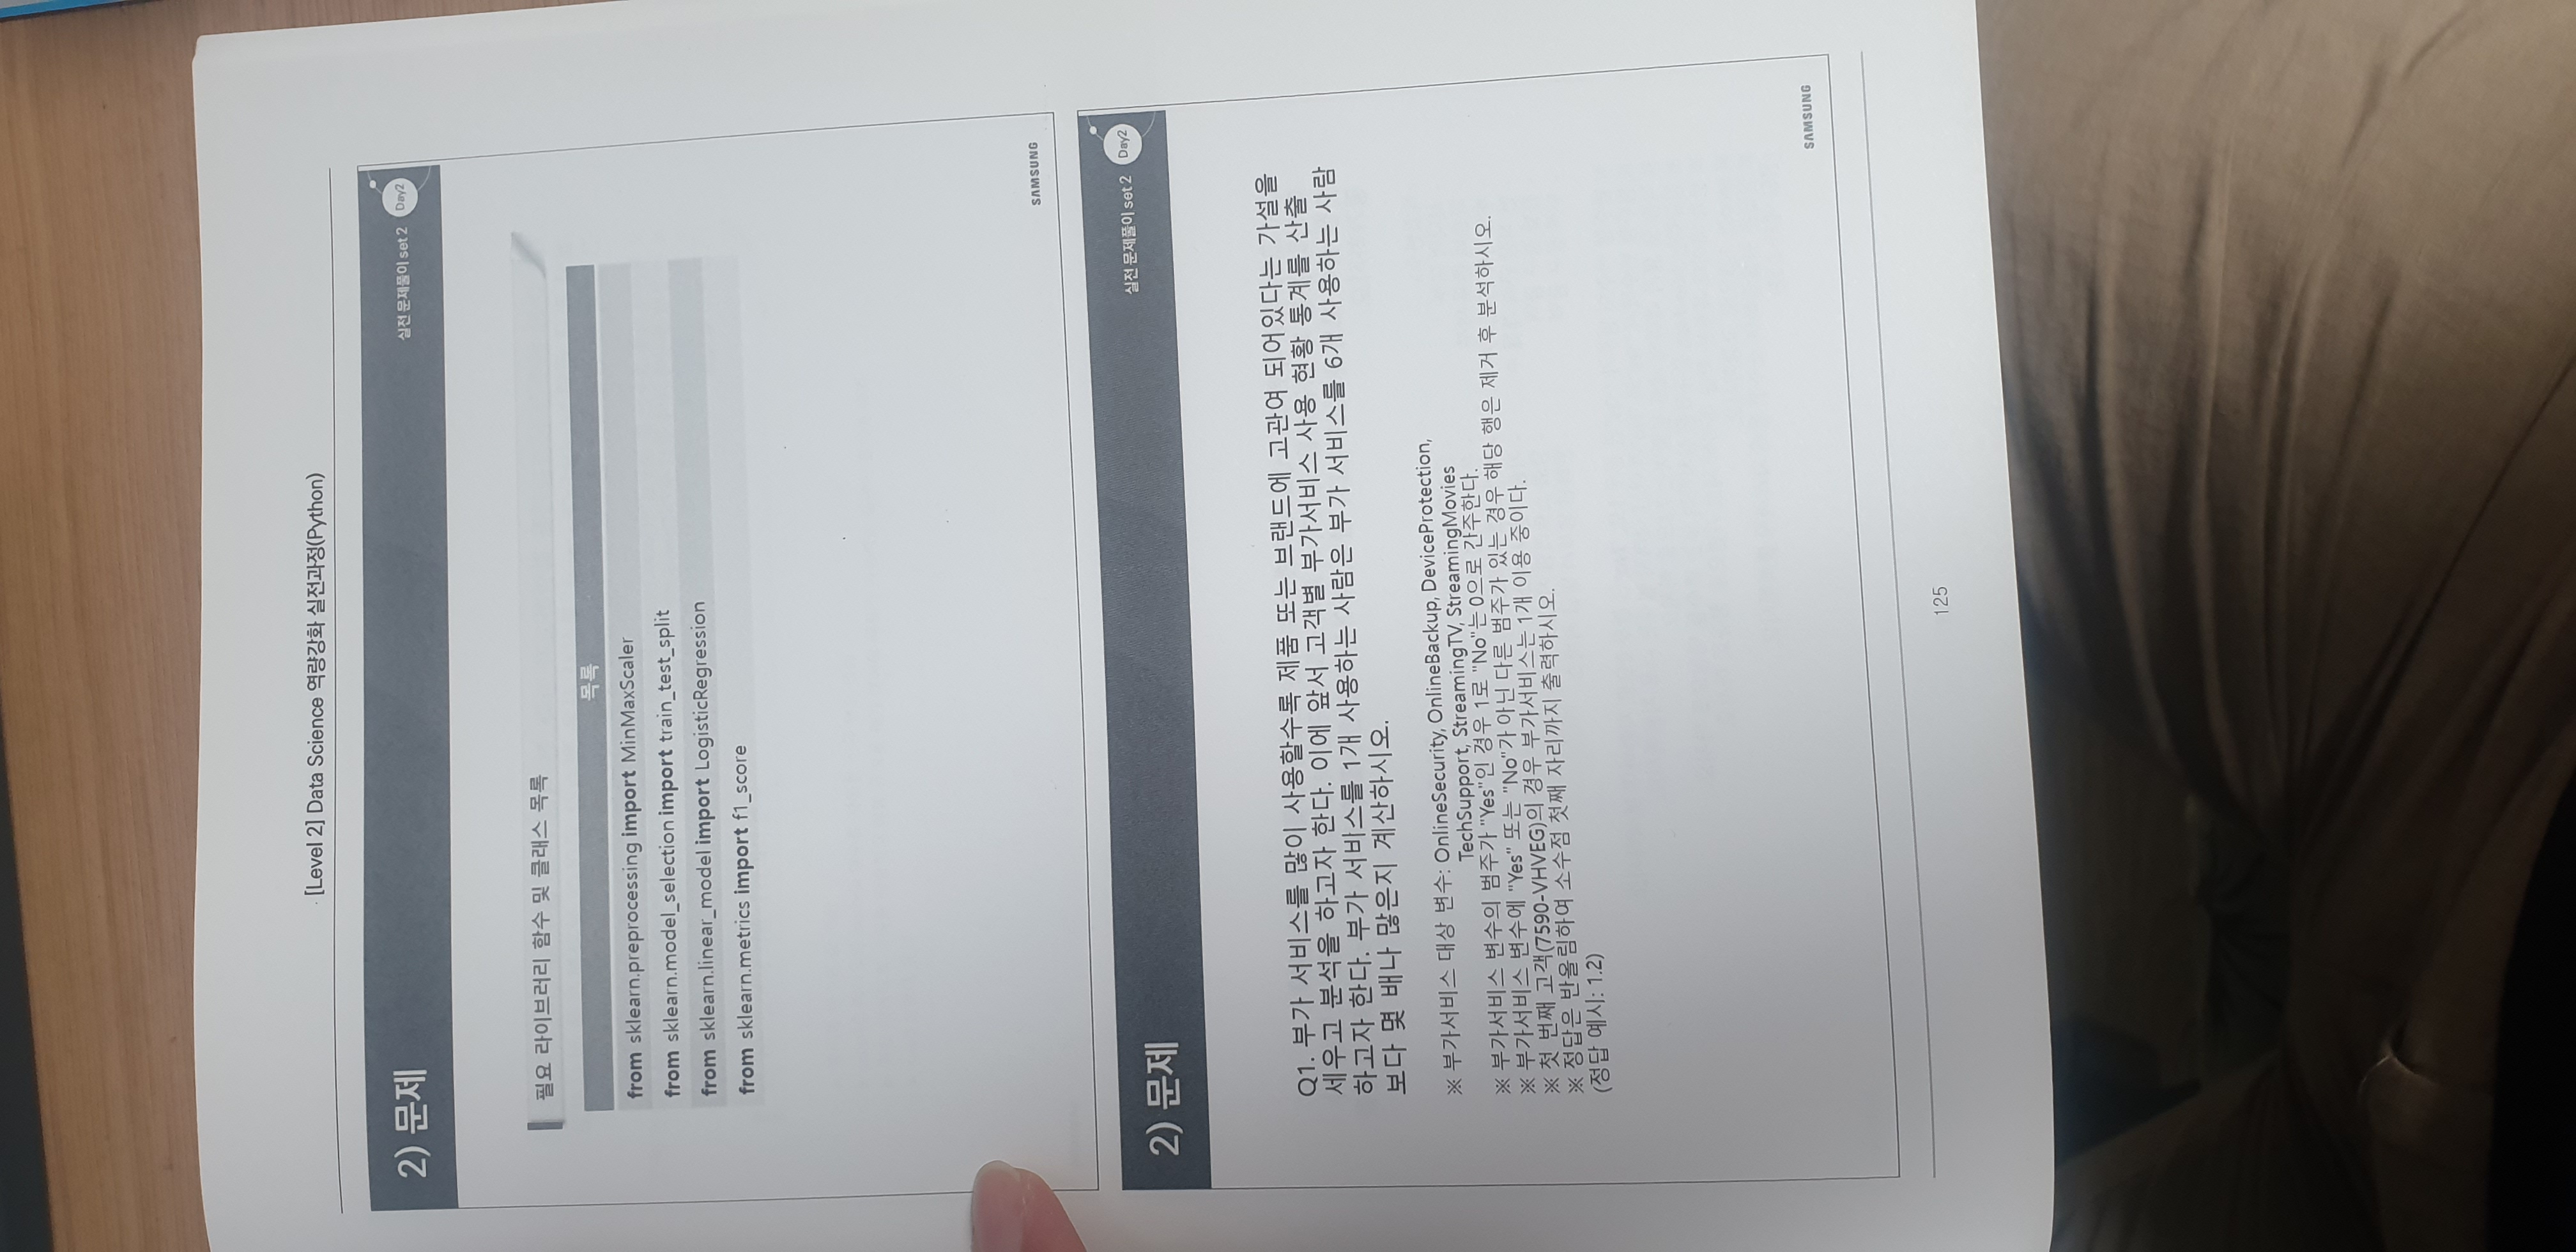 [Level 2] Data Science 역량강화 실전과정(Python)
2) 문제
실전 문제풀이 set 2
Day2
필요 라이브러리 함수 및 클래스 목록
목록
from sklearn.preprocessing import MinMaxScaler
from sklearn.model_selection import train_test_split
from sklearn.linear_model import LogisticRegression
from sklearn.metrics import f1_score
SAMSUNG
2) 문제
실전 문제풀이 set 2
Day2
Q1. 부가 서비스를 많이 사용할수록 제품 또는 브랜드에 고관여 되어있다는 가설을
세우고 분석을 하고자 한다. 이에 앞서 고객별 부가서비스 사용 현황 통계를 산출
하고자 한다. 부가 서비스를 1개 사용하는 사람은 부가 서비스를 6개 사용하는 사람
보다 몇 배나 많은지 계산하시오.
※ 부가서비스 대상 변수: OnlineSecurity, OnlineBackup, DeviceProtection,
TechSupport, StreamingTV, StreamingMovies
※ 부가서비스 변수의 범주가 "Yes"인 경우 1로 "No"는 0으로 간주한다.
※ 부가서비스 변수에 "Yes" 또는 "No"가 아닌 다른 범주가 있는 경우 해당 행은 제거 후 분석하시오.
※ 첫 번째 고객(7590-VHVEG)의 경우 부가서비스는 1개 이용 중이다.
※ 정답은 반올림하여 소수점 첫째 자리까지 출력하시오.
(정답 예시: 1.2)
SAMSUNG
125